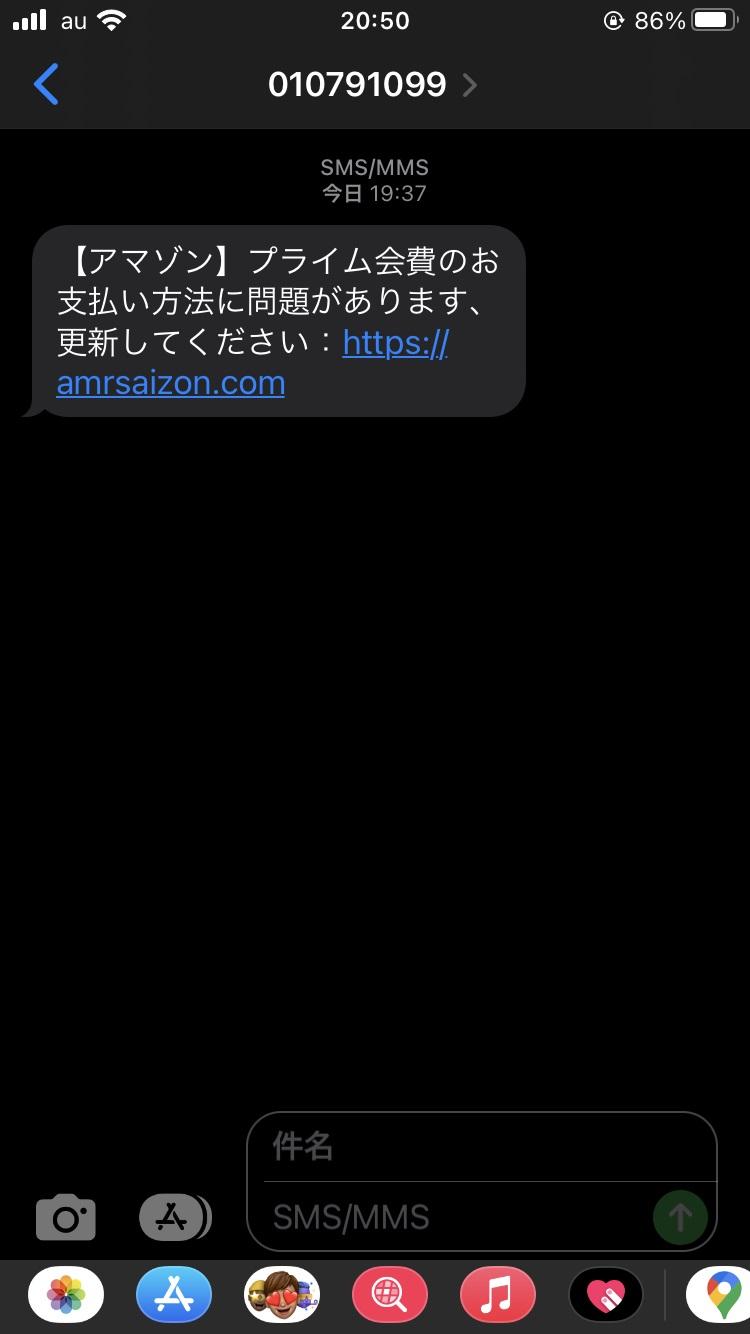 au 20:50 86%
010791099
SMS/MMS
今日 19:37
【アマゾン】プライム会費のお
支払い方法に問題があります、
更新してください：https://
amrsaizon.com
件名
SMS/MMS